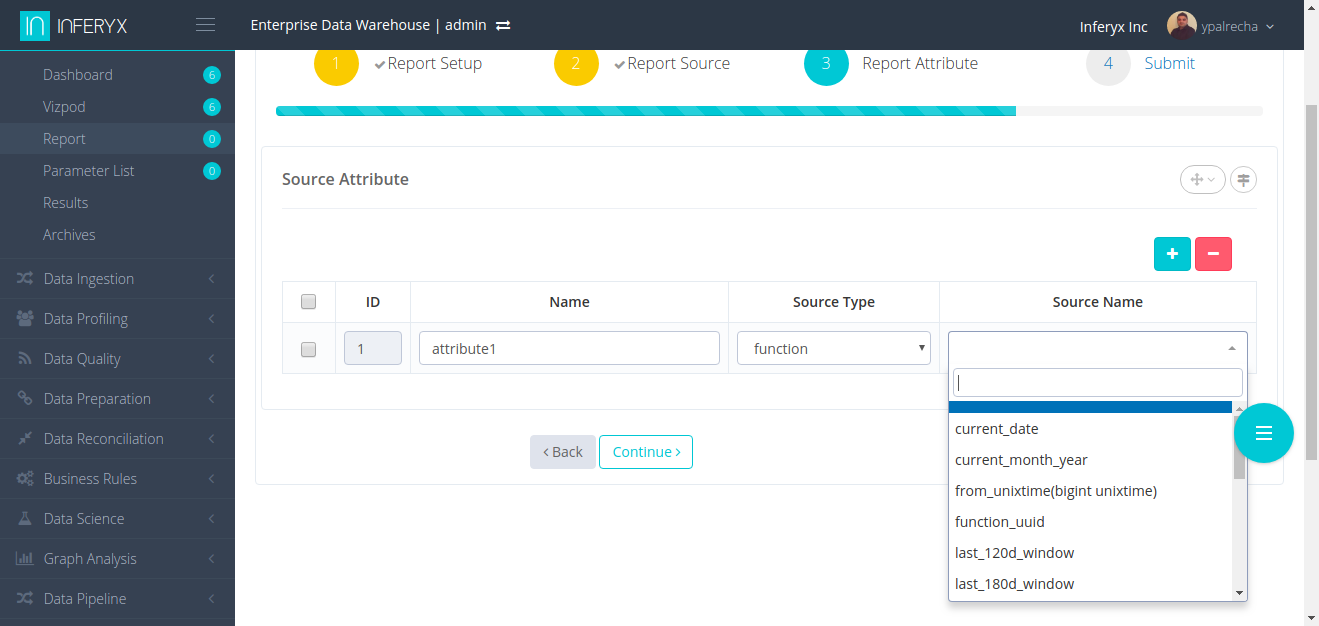 INFERYX
Enterprise Data Warehouse | admin
Inferyx Inc
ypalrecha
Dashboard 6
Vizpod 6
Report 0
Parameter List 0
Results
Archives
Data Ingestion
Data Profiling
Data Quality
Data Preparation
Data Reconciliation
Business Rules
Data Science
Graph Analysis
Data Pipeline
1 Report Setup
2 Report Source
3 Report Attribute
4 Submit
Source Attribute
ID Name Source Type Source Name
1 attribute1 function
current_date
current_month_year
from_unixtime(bigint unixtime)
function_uuid
last_120d_window
last_180d_window
Back Continue